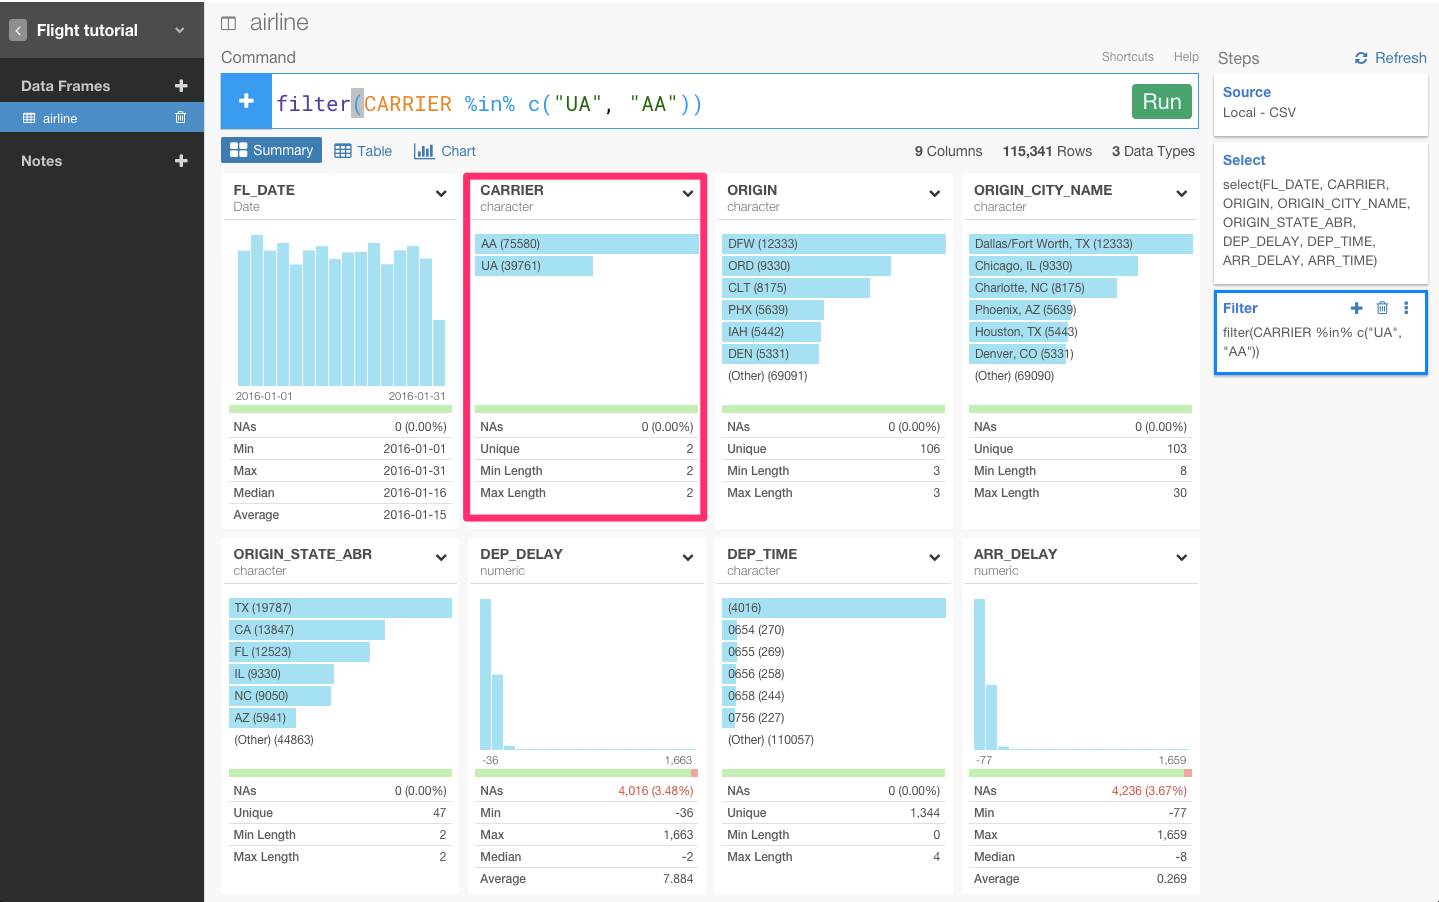 Flight tutorial
Data Frames
airline
Notes
airline
Command
Shortcuts Help
filter(CARRIER %in% c("UA", "AA"))
Run
Summary Table Chart
9 Columns 115,341 Rows 3 Data Types
FL_DATE
Date
2016-01-01 2016-01-31
NAs 0 (0.00%)
Min 2016-01-01
Max 2016-01-31
Median 2016-01-16
Average 2016-01-15
CARRIER
character
AA (75580)
UA (39761)
NAs 0 (0.00%)
Unique 2
Min Length 2
Max Length 2
ORIGIN
character
DFW (12333)
ORD (9330)
CLT (8175)
PHX (5639)
IAH (5442)
DEN (5331)
(Other) (69091)
NAs 0 (0.00%)
Unique 106
Min Length 3
Max Length 3
ORIGIN_CITY_NAME
character
Dallas/Fort Worth, TX (12333)
Chicago, IL (9330)
Charlotte, NC (8175)
Phoenix, AZ (5639)
Houston, TX (5443)
Denver, CO (5331)
(Other) (69090)
NAs 0 (0.00%)
Unique 103
Min Length 8
Max Length 30
ORIGIN_STATE_ABR
character
TX (19787)
CA (13847)
FL (12523)
IL (9330)
NC (9050)
AZ (5941)
(Other) (44863)
NAs 0 (0.00%)
Unique 47
Min Length 2
Max Length 2
DEP_DELAY
numeric
-36 1,663
NAs 4,016 (3.48%)
Min -36
Max 1,663
Median -2
Average 7.884
DEP_TIME
character
(4016)
0654 (270)
0655 (269)
0656 (258)
0658 (244)
0756 (227)
(Other) (110057)
NAs 0 (0.00%)
Unique 1,344
Min Length 0
Max Length 4
ARR_DELAY
numeric
-77 1,659
NAs 4,236 (3.67%)
Min -77
Max 1,659
Median -8
Average 0.269
Steps Refresh
Source
Local - CSV
Select
select(FL_DATE, CARRIER,
ORIGIN, ORIGIN_CITY_NAME,
ORIGIN_STATE_ABR,
DEP_DELAY, DEP_TIME,
ARR_DELAY, ARR_TIME)
Filter
filter(CARRIER %in% c("UA",
"AA"))